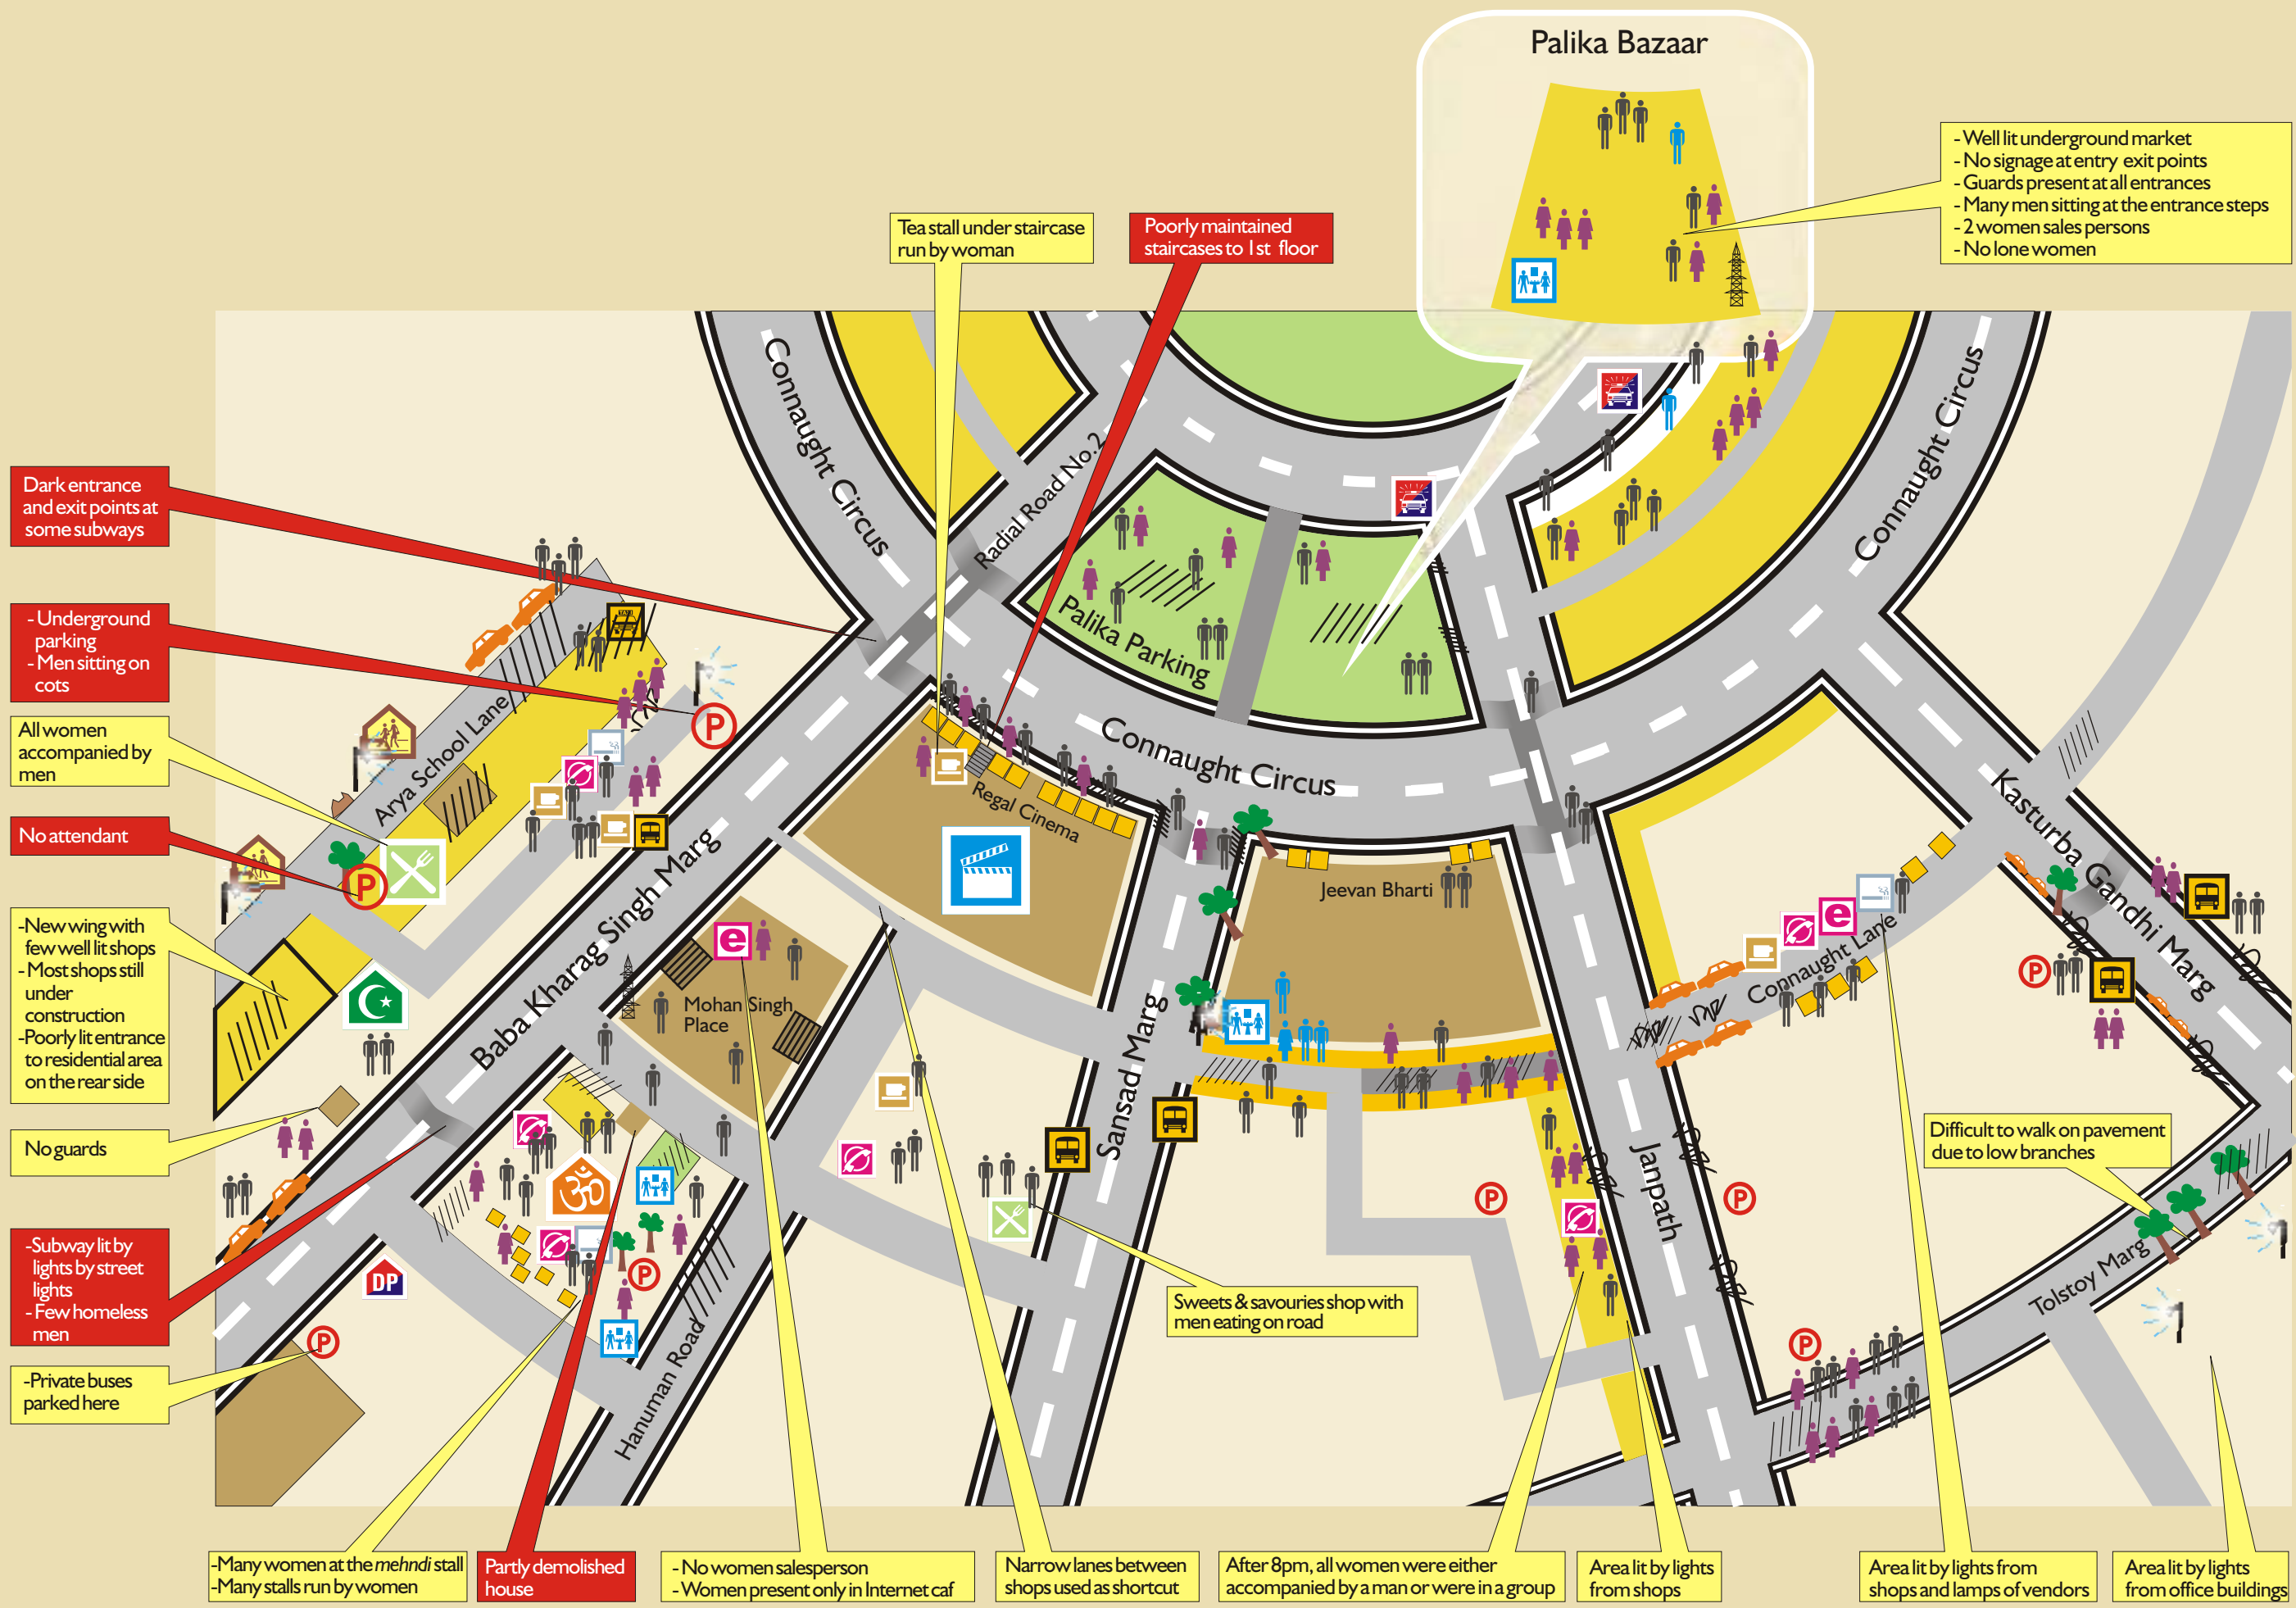 Palika Bazaar
- Well lit underground market
- No signage at entry exit points
- Guards present at all entrances
- Many men sitting at the entrance steps
- 2 women sales persons
- No lone women
Tea stall under staircase
run by woman
Poorly maintained
staircases to 1st floor
Connaught Circus
Radial Road No.2
Connaught Circus
Dark entrance
and exit points at
some subways
- Underground
parking
- Men sitting on
cots
All women
accompanied by
men
No attendant
-New wing with
few well lit shops
- Most shops still
under
construction
-Poorly lit entrance
to residential area
on the rear side
No guards
-Subway lit by
lights by street
lights
- Few homeless
men
-Private buses
parked here
TAXI
Arya School Lane
P
P
Palika Parking
Connaught Circus
Regal Cinema
Jeevan Bharti
Kasturba Gandhi Marg
Connaught Lane
e
P
Baba Kharag Singh Marg
e
Mohan Singh
Place
Sansad Marg
Janpath
P
P
Difficult to walk on pavement
due to low branches
Tolstoy Marg
ॐ
DP
P
P
P
Hanuman Road
Sweets & savouries shop with
men eating on road
-Many women at the mehndi stall
-Many stalls run by women
Partly demolished
house
- No women salesperson
- Women present only in Internet caf
Narrow lanes between
shops used as shortcut
After 8pm, all women were either
accompanied by a man or were in a group
Area lit by lights
from shops
Area lit by lights from
shops and lamps of vendors
Area lit by lights
from office buildings